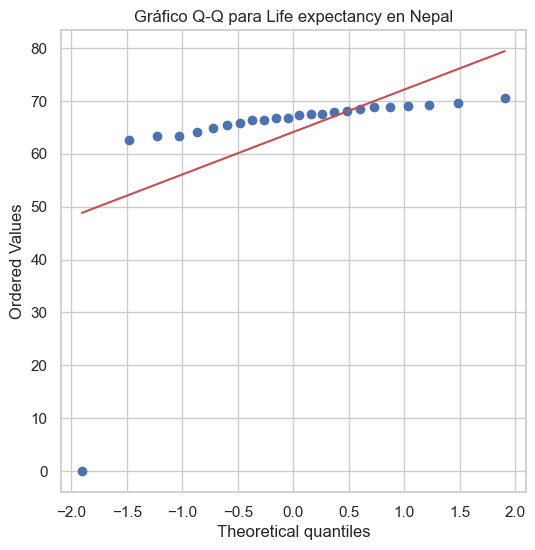 Gráfico Q-Q para Life expectancy en Nepal
Ordered Values
80
70
60
50
40
30
20
10
0
−2.0 −1.5 −1.0 −0.5 0.0 0.5 1.0 1.5 2.0
Theoretical quantiles